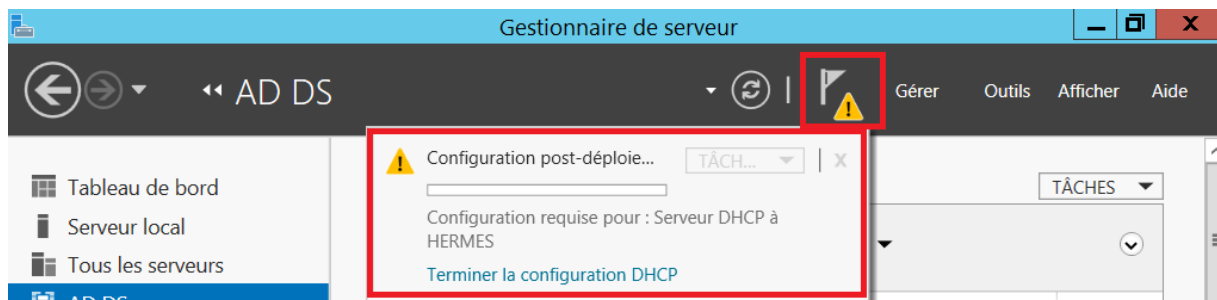 Gestionnaire de serveur
AD DS
Gérer Outils Afficher Aide
Configuration post-déploie... TÂCH... X
Configuration requise pour : Serveur DHCP à
HERMES
Terminer la configuration DHCP
Tableau de bord
Serveur local
Tous les serveurs
AD DS
TÂCHES